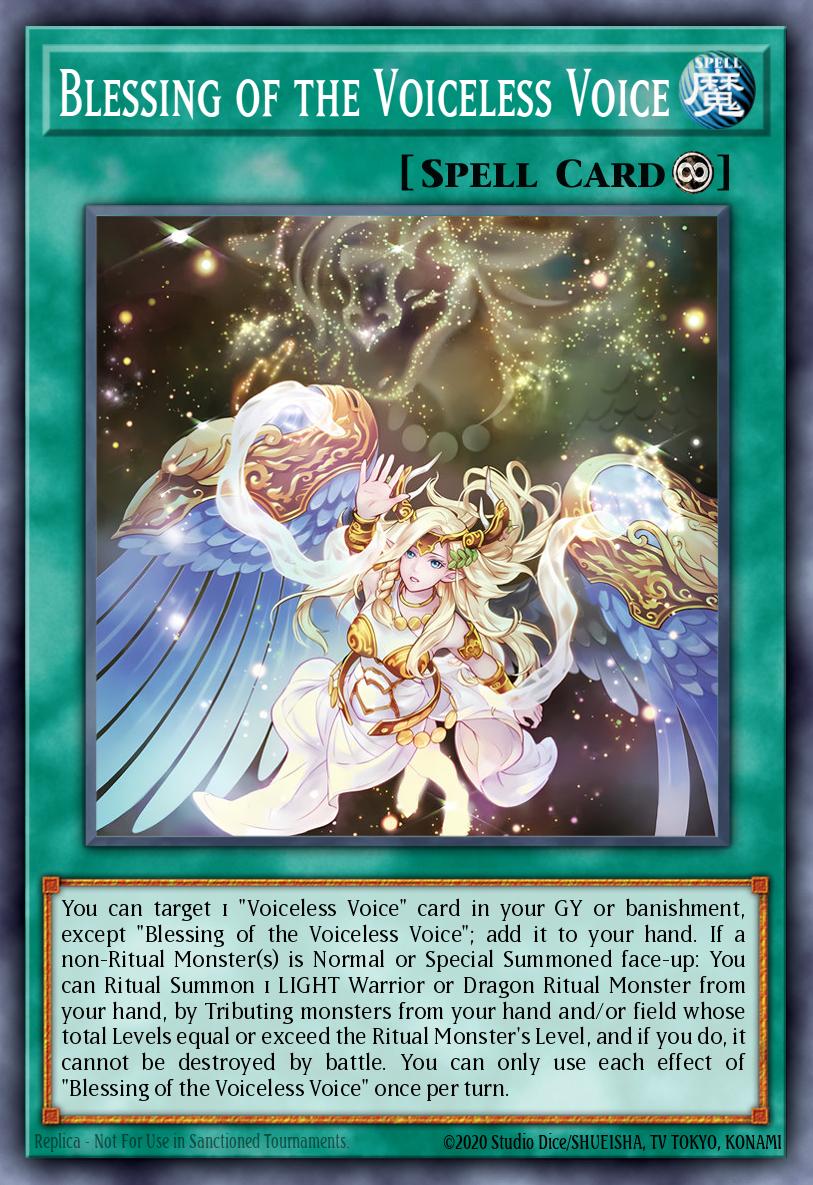 Blessing of the Voiceless Voice
SPELL
魔
[Spell Card]
You can target 1 "Voiceless Voice" card in your GY or banishment,
except "Blessing of the Voiceless Voice"; add it to your hand. If a
non-Ritual Monster(s) is Normal or Special Summoned face-up: You
can Ritual Summon 1 LIGHT Warrior or Dragon Ritual Monster from
your hand, by Tributing monsters from your hand and/or field whose
total Levels equal or exceed the Ritual Monster's Level, and if you do, it
cannot be destroyed by battle. You can only use each effect of
"Blessing of the Voiceless Voice" once per turn.
Replica - Not For Use in Sanctioned Tournaments.
©2020 Studio Dice/SHUEISHA, TV TOKYO, KONAMI